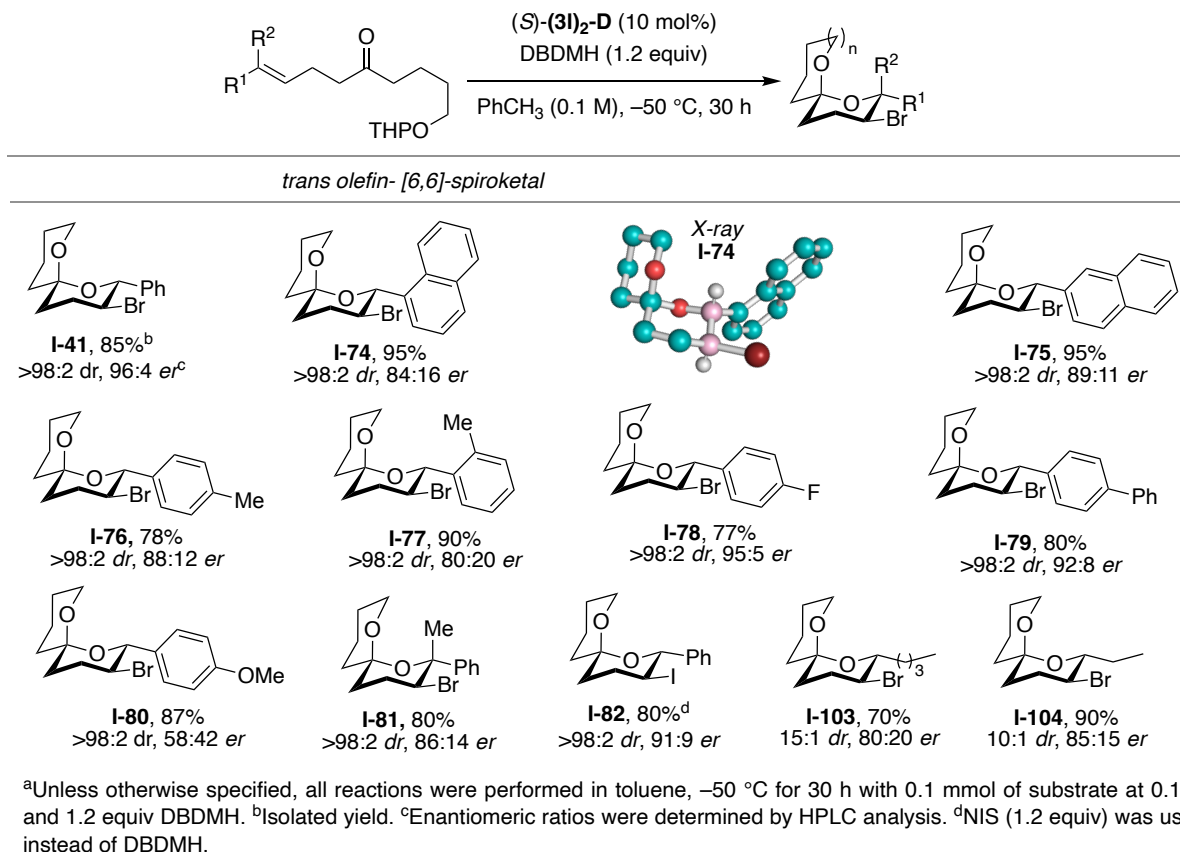 (S)-(3l)₂-D (10 mol%)
DBDMH (1.2 equiv)
PhCH₃ (0.1 M), –50 °C, 30 h
R²
R¹
O
THPO
( )n
O
O
R²
R¹
Br
trans olefin- [6,6]-spiroketal
O
O
Ph
Br
I-41, 85%ᵇ
>98:2 dr, 96:4 erᶜ
O
O
Br
I-74, 95%
>98:2 dr, 84:16 er
X-ray
I-74
O
O
Br
I-75, 95%
>98:2 dr, 89:11 er
O
O
Br
Me
I-76, 78%
>98:2 dr, 88:12 er
Me
O
O
Br
I-77, 90%
>98:2 dr, 80:20 er
O
O
Br
F
I-78, 77%
>98:2 dr, 95:5 er
O
O
Br
Ph
I-79, 80%
>98:2 dr, 92:8 er
O
O
Br
OMe
I-80, 87%
>98:2 dr, 58:42 er
O
Me
O
Ph
Br
I-81, 80%
>98:2 dr, 86:14 er
O
O
Ph
I
I-82, 80%ᵈ
>98:2 dr, 91:9 er
O
O
( )3
Br
I-103, 70%
15:1 dr, 80:20 er
O
O
Br
I-104, 90%
10:1 dr, 85:15 er
ᵃUnless otherwise specified, all reactions were performed in toluene, –50 °C for 30 h with 0.1 mmol of substrate at 0.1
and 1.2 equiv DBDMH. ᵇIsolated yield. ᶜEnantiomeric ratios were determined by HPLC analysis. ᵈNIS (1.2 equiv) was us
instead of DBDMH.